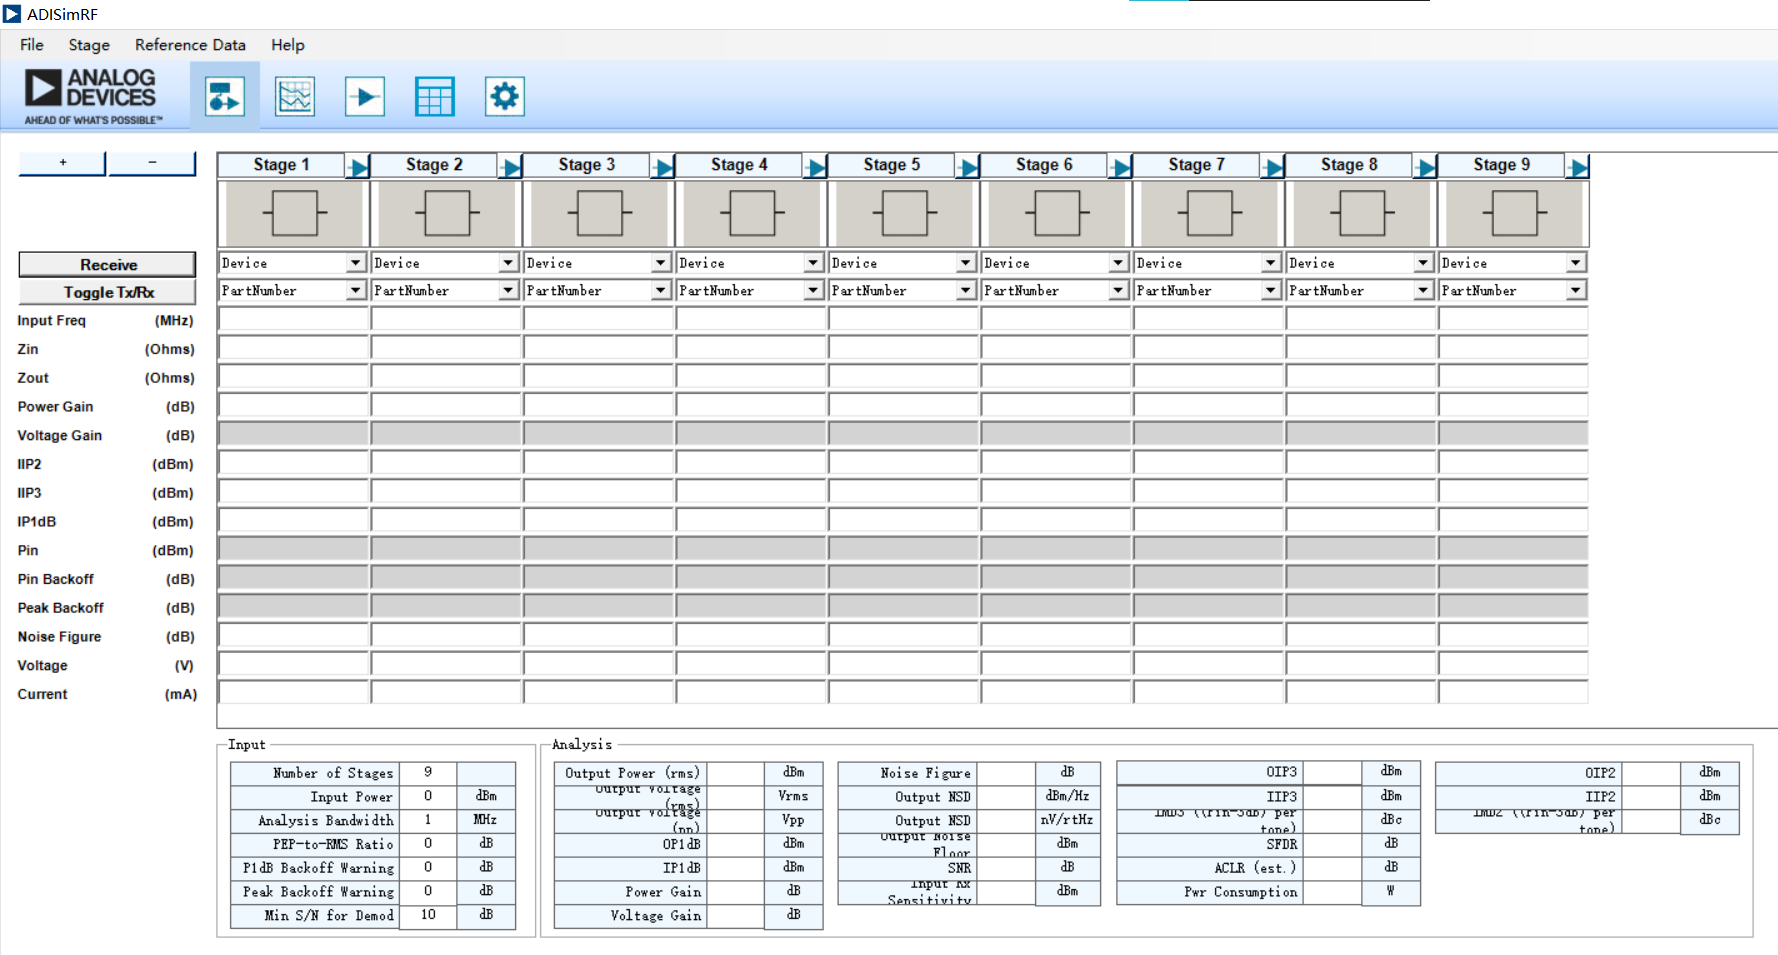 ADISimRF
File Stage Reference Data Help
ANALOG
DEVICES
AHEAD OF WHAT'S POSSIBLE™
+ −
Stage 1 Stage 2 Stage 3 Stage 4 Stage 5 Stage 6 Stage 7 Stage 8 Stage 9
Receive Device Device Device Device Device Device Device Device Device
Toggle Tx/Rx PartNumber PartNumber PartNumber PartNumber PartNumber PartNumber PartNumber PartNumber PartNumber
Input Freq (MHz)
Zin (Ohms)
Zout (Ohms)
Power Gain (dB)
Voltage Gain (dB)
IIP2 (dBm)
IIP3 (dBm)
IP1dB (dBm)
Pin (dBm)
Pin Backoff (dB)
Peak Backoff (dB)
Noise Figure (dB)
Voltage (V)
Current (mA)
Input
Number of Stages 9
Input Power 0 dBm
Analysis Bandwidth 1 MHz
PEP-to-RMS Ratio 0 dB
P1dB Backoff Warning 0 dB
Peak Backoff Warning 0 dB
Min S/N for Demod 10 dB
Analysis
Output Power (rms) dBm
Output Voltage (rms) Vrms
Output Voltage (pp) Vpp
OP1dB dBm
IP1dB dBm
Power Gain dB
Voltage Gain dB
Noise Figure dB
Output NSD dBm/Hz
Output NSD nV/rtHz
Output Noise Floor dBm
SNR dB
Input Rx Sensitivity dBm
OIP3 dBm
IIP3 dBm
IMD3 ((Pin-3dB) per tone) dBc
SFDR dB
ACLR (est.) dB
Pwr Consumption W
OIP2 dBm
IIP2 dBm
IMD2 ((Pin-3dB) per tone) dBc